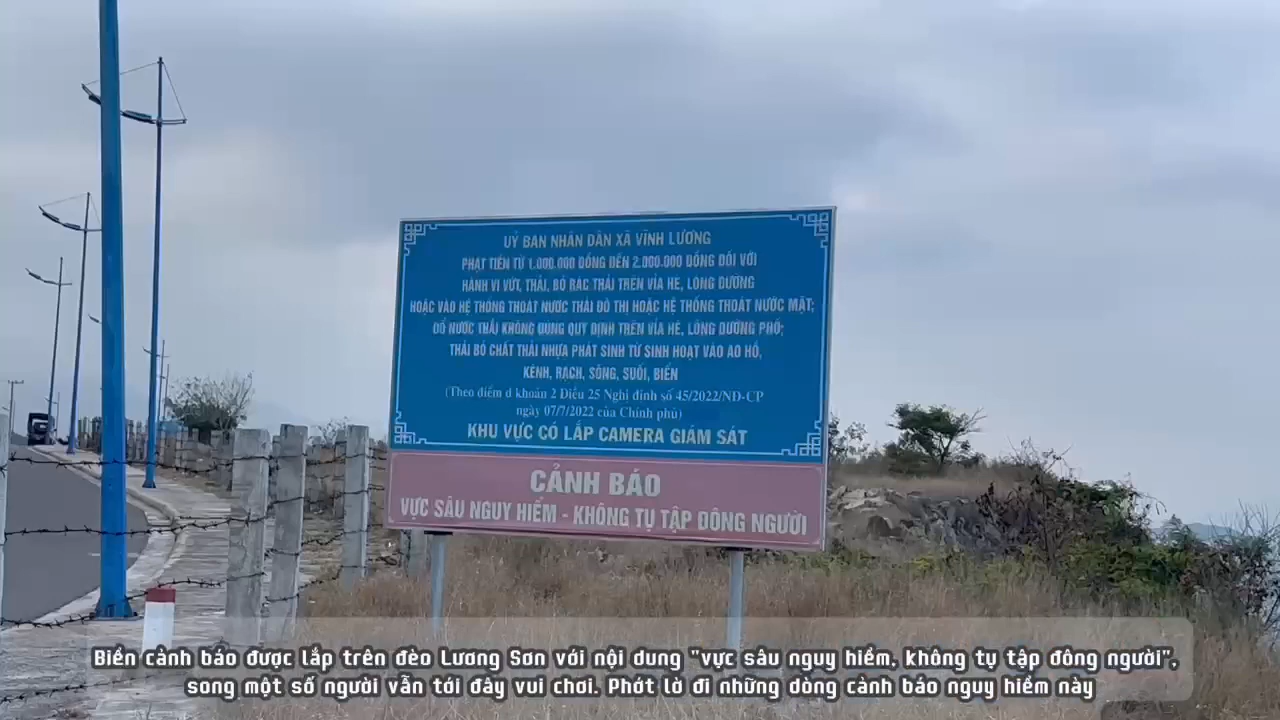 UỶ BAN NHÂN DÂN XÃ VĨNH LƯƠNG
PHẠT TIỀN TỪ 1.000.000 ĐỒNG ĐẾN 2.000.000 ĐỒNG ĐỐI VỚI
HÀNH VI VỨT, THẢI, BỎ RÁC THẢI TRÊN VỈA HÈ, LÒNG ĐƯỜNG
HOẶC VÀO HỆ THỐNG THOÁT NƯỚC THẢI ĐÔ THỊ HOẶC HỆ THỐNG THOÁT NƯỚC MẶT;
ĐỔ NƯỚC THẢI KHÔNG ĐÚNG QUY ĐỊNH TRÊN VỈA HÈ, LÒNG ĐƯỜNG PHỐ;
THẢI BỎ CHẤT THẢI NHỰA PHÁT SINH TỪ SINH HOẠT VÀO AO HỒ,
KÊNH, RẠCH, SÔNG, SUỐI, BIỂN
(Theo điểm d khoản 2 Điều 25 Nghị định số 45/2022/NĐ-CP
ngày 07/7/2022 của Chính phủ)
KHU VỰC CÓ LẮP CAMERA GIÁM SÁT
CẢNH BÁO
VỰC SÂU NGUY HIỂM - KHÔNG TỤ TẬP ĐÔNG NGƯỜI
Biển cảnh báo được lắp trên đèo Lương Sơn với nội dung "vực sâu nguy hiểm, không tụ tập đông người",
song một số người vẫn tới đây vui chơi. Phớt lờ đi những dòng cảnh báo nguy hiểm này